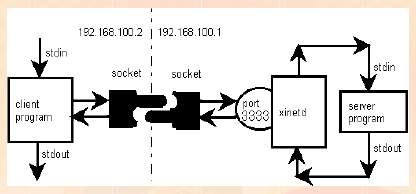 192.168.100.2 192.168.100.1
stdin
socket
socket
client
program
stdout
port
3333
xinetd
stdin
server
program
stdout